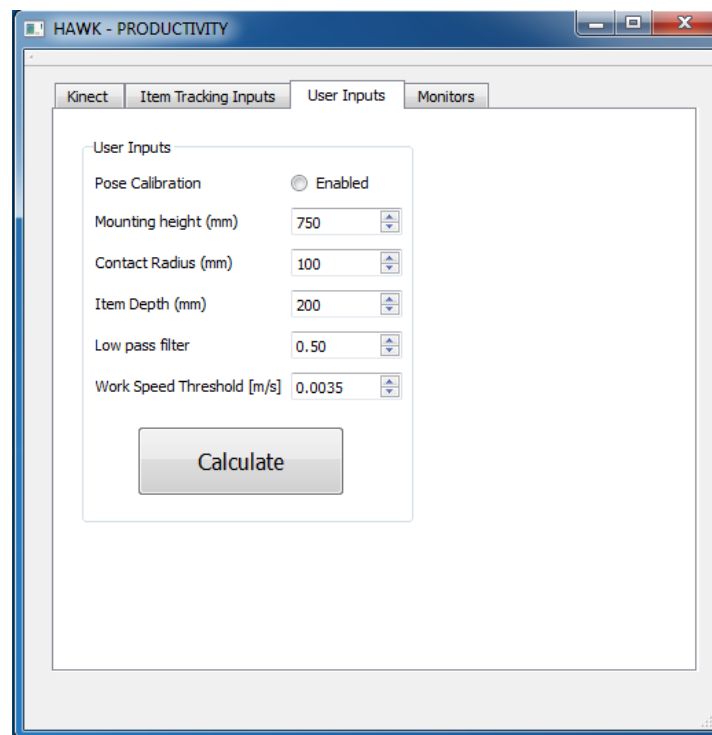 HAWK - PRODUCTIVITY
Kinect Item Tracking Inputs User Inputs Monitors
User Inputs
Pose Calibration Enabled
Mounting height (mm) 750
Contact Radius (mm) 100
Item Depth (mm) 200
Low pass filter 0.50
Work Speed Threshold [m/s] 0.0035
Calculate